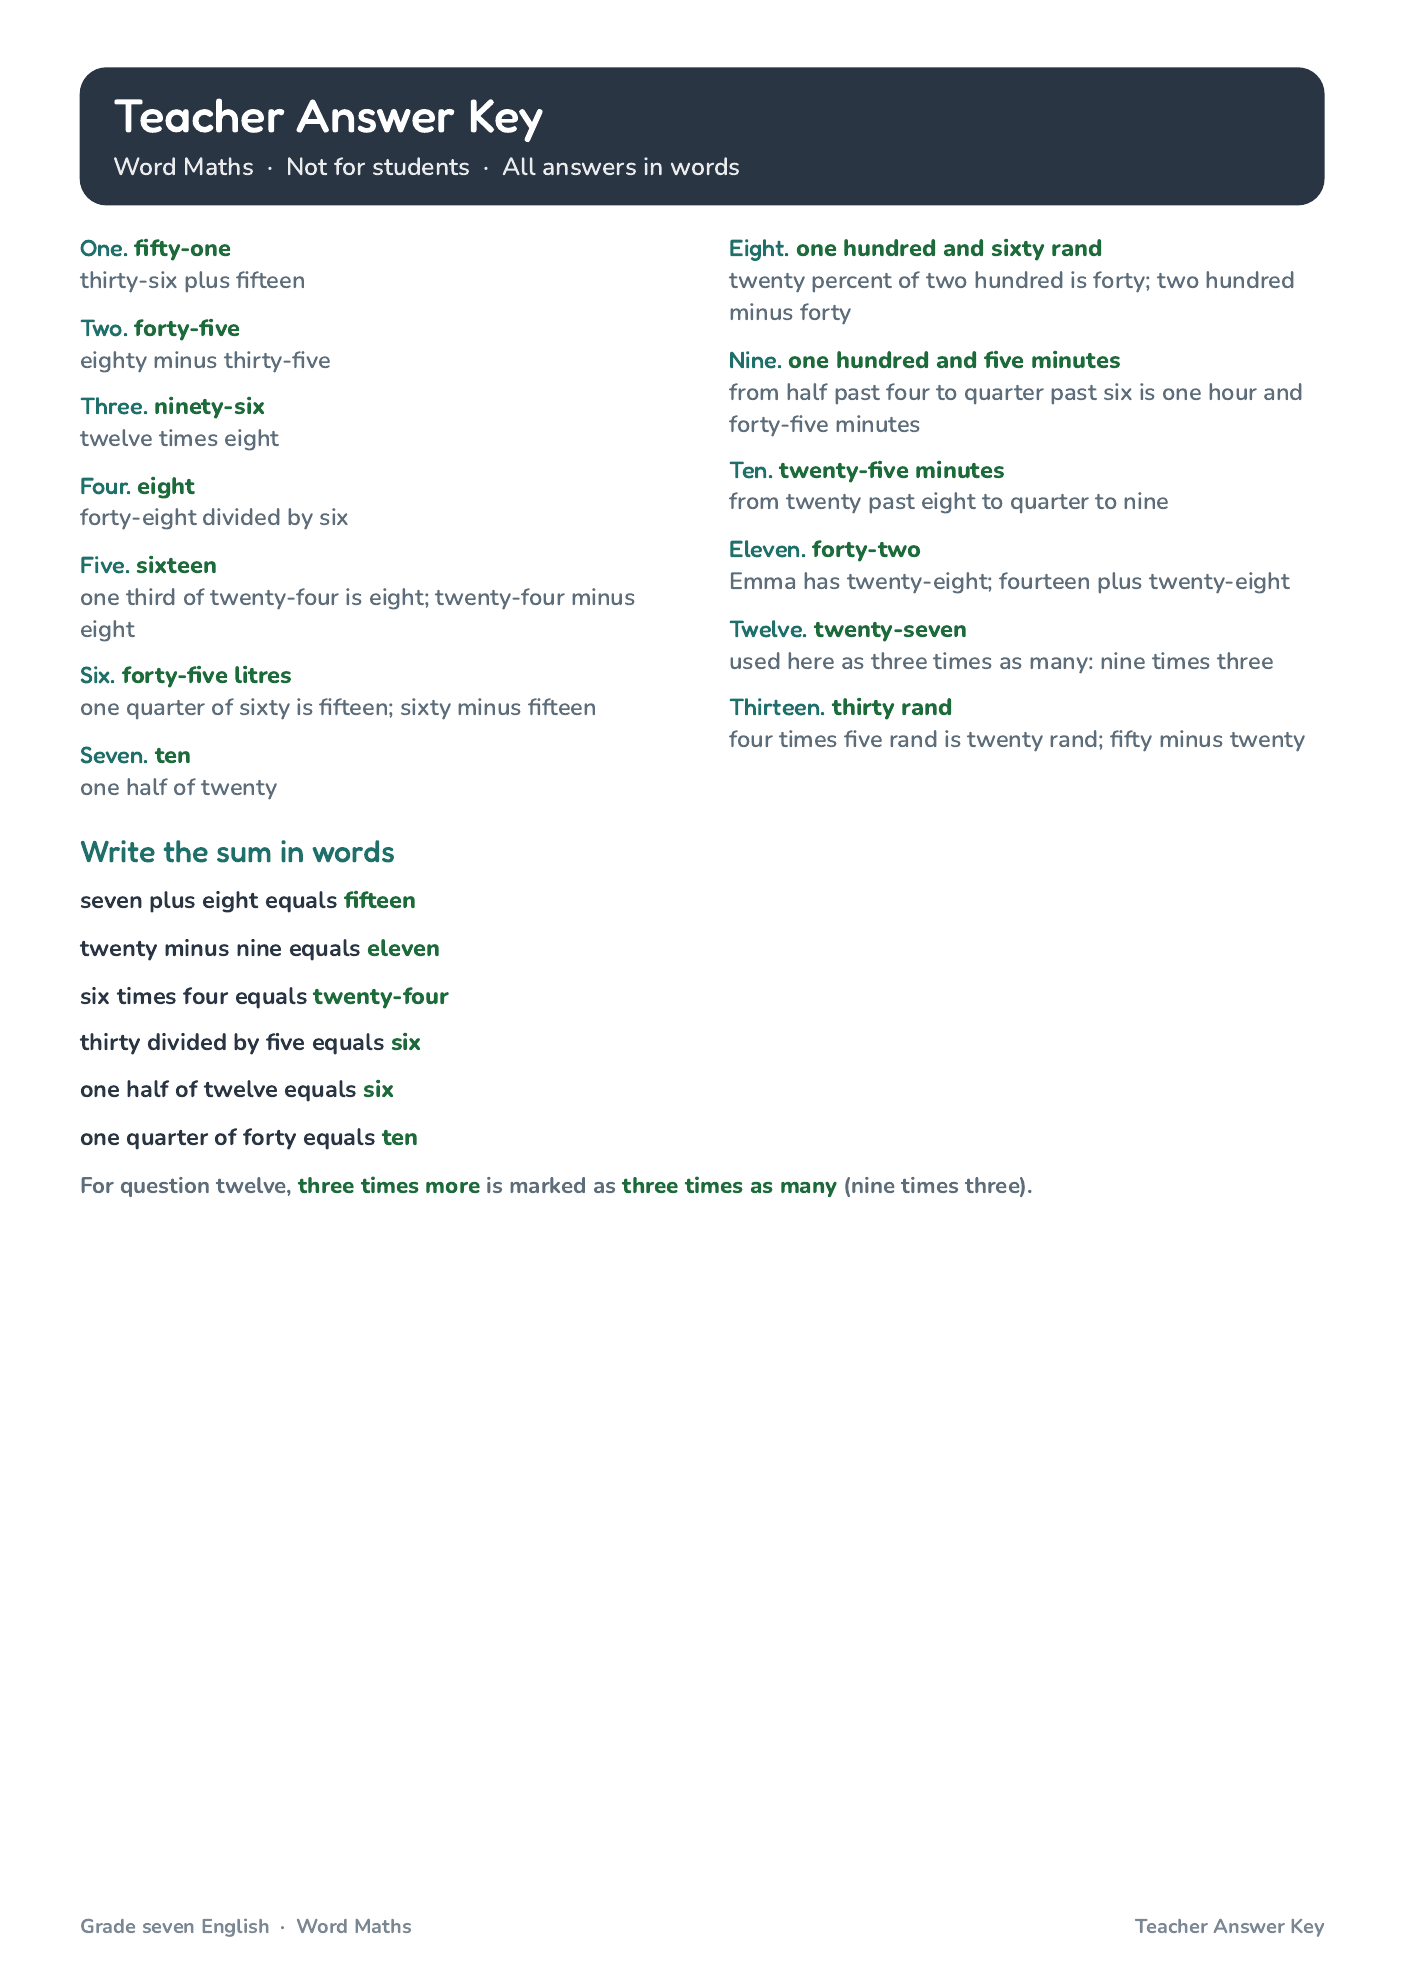 Teacher Answer Key
Word Maths · Not for students · All answers in words
One. fifty-one
thirty-six plus fifteen
Two. forty-five
eighty minus thirty-five
Three. ninety-six
twelve times eight
Four. eight
forty-eight divided by six
Five. sixteen
one third of twenty-four is eight; twenty-four minus
eight
Six. forty-five litres
one quarter of sixty is fifteen; sixty minus fifteen
Seven. ten
one half of twenty
Eight. one hundred and sixty rand
twenty percent of two hundred is forty; two hundred
minus forty
Nine. one hundred and five minutes
from half past four to quarter past six is one hour and
forty-five minutes
Ten. twenty-five minutes
from twenty past eight to quarter to nine
Eleven. forty-two
Emma has twenty-eight; fourteen plus twenty-eight
Twelve. twenty-seven
used here as three times as many: nine times three
Thirteen. thirty rand
four times five rand is twenty rand; fifty minus twenty
Write the sum in words
seven plus eight equals fifteen
twenty minus nine equals eleven
six times four equals twenty-four
thirty divided by five equals six
one half of twelve equals six
one quarter of forty equals ten
For question twelve, three times more is marked as three times as many (nine times three).
Grade seven English · Word Maths
Teacher Answer Key